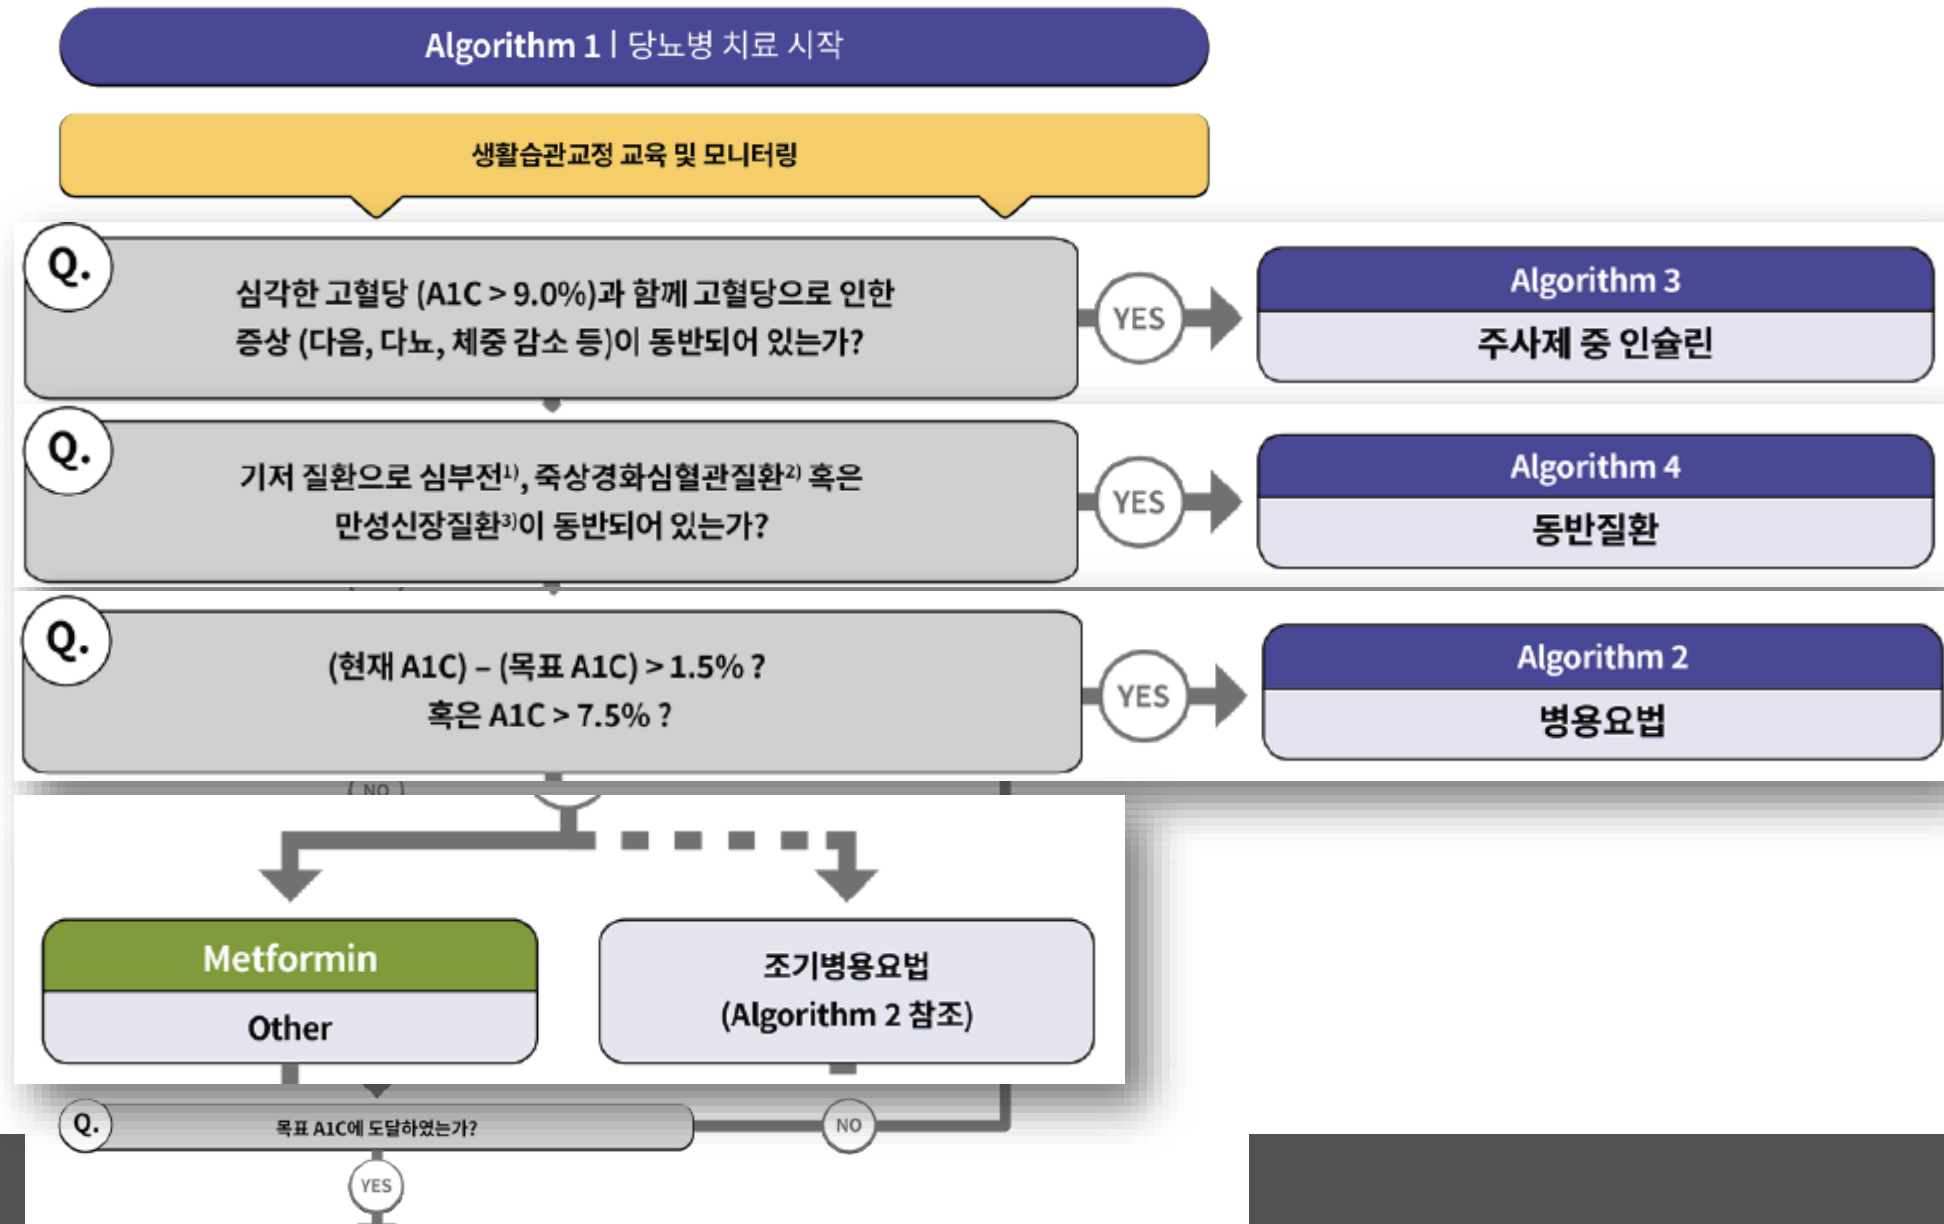 Algorithm 1 | 당뇨병 치료 시작
생활습관교정 교육 및 모니터링
Q.
심각한 고혈당 (A1C > 9.0%)과 함께 고혈당으로 인한
증상 (다음, 다뇨, 체중 감소 등)이 동반되어 있는가?
YES
Algorithm 3
주사제 중 인슐린
Q.
기저 질환으로 심부전1), 죽상경화심혈관질환2) 혹은
만성신장질환3)이 동반되어 있는가?
YES
Algorithm 4
동반질환
Q.
(현재 A1C) – (목표 A1C) > 1.5% ?
혹은 A1C > 7.5% ?
YES
Algorithm 2
병용요법
NO
Metformin
Other
조기병용요법
(Algorithm 2 참조)
Q.
목표 A1C에 도달하였는가?
NO
YES